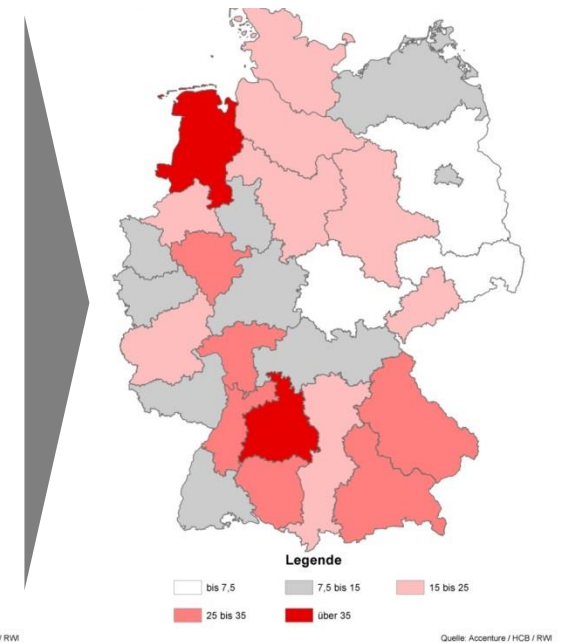 Legende
bis 7,5
7,5 bis 15
15 bis 25
25 bis 35
über 35
/ RWI
Quelle: Accenture / HCB / RWI